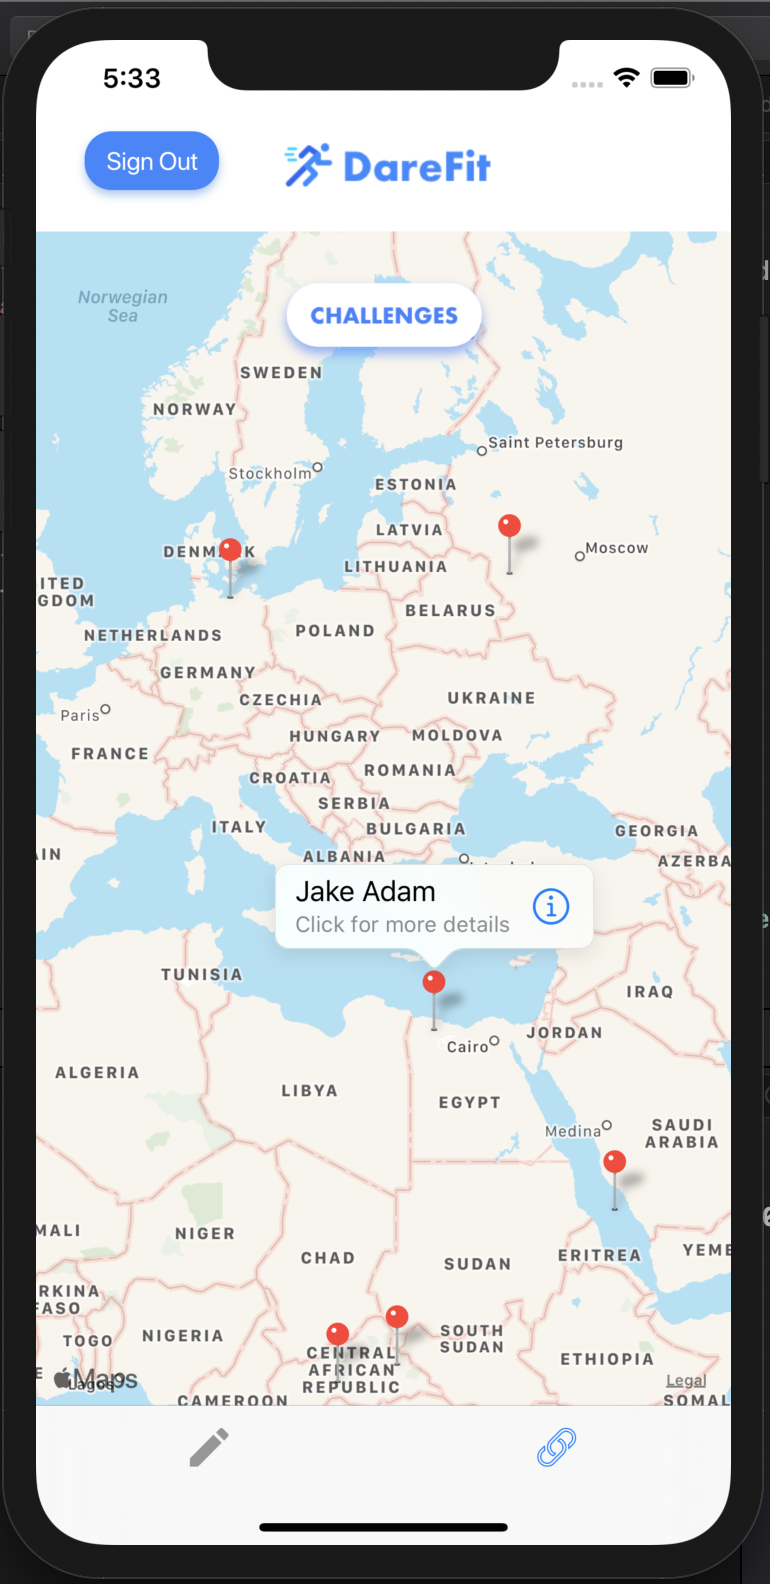 5:33
Sign Out
DareFit
Norwegian
Sea
CHALLENGES
SWEDEN
NORWAY
Saint Petersburg
Stockholm
ESTONIA
LATVIA
DENM K
Moscow
LITHUANIA
ITED
GDOM
BELARUS
NETHERLANDS
POLAND
GERMANY
CZECHIA
UKRAINE
Paris
HUNGARY
MOLDOVA
FRANCE
ROMANIA
CROATIA
SERBIA
ITALY
BULGARIA
GEORGIA
AIN
ALBANIA
AZERBA
Jake Adam
Click for more details
TUNISIA
IRAQ
JORDAN
Cairo
ALGERIA
LIBYA
EGYPT
Medina
SAUDI
ARABIA
MALI
NIGER
CHAD
SUDAN
ERITREA
YEME
RKINA
FASO
TOGO
NIGERIA
SOUTH
SUDAN
CENTRAL
AFRICAN
REPUBLIC
ETHIOPIA
Maps
Lagos
Legal
CAMEROON
SOMAL